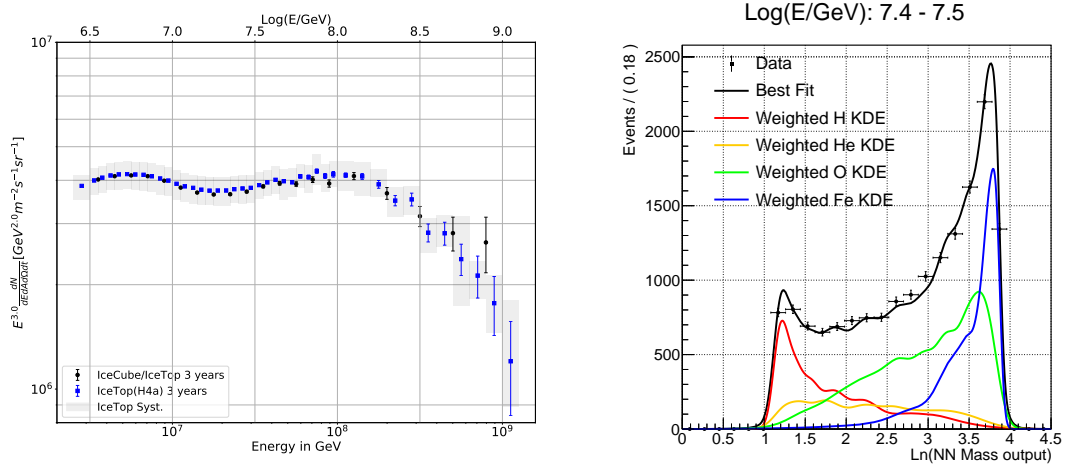 Log(E/GeV)
6.5 7.0 7.5 8.0 8.5 9.0
10^7
10^6
E^{3.0} \frac{dN}{dEdAdΩdt} [GeV^{2.0} m^{-2} s^{-1} sr^{-1}]
IceCube/IceTop 3 years
IceTop(H4a) 3 years
IceTop Syst.
10^7 10^8 10^9
Energy in GeV
Log(E/GeV): 7.4 - 7.5
Events / ( 0.18 )
2500
2000
1500
1000
500
0
Data
Best Fit
Weighted H KDE
Weighted He KDE
Weighted O KDE
Weighted Fe KDE
0 0.5 1.0 1.5 2.0 2.5 3.0 3.5 4.0 4.5
Ln(NN Mass output)